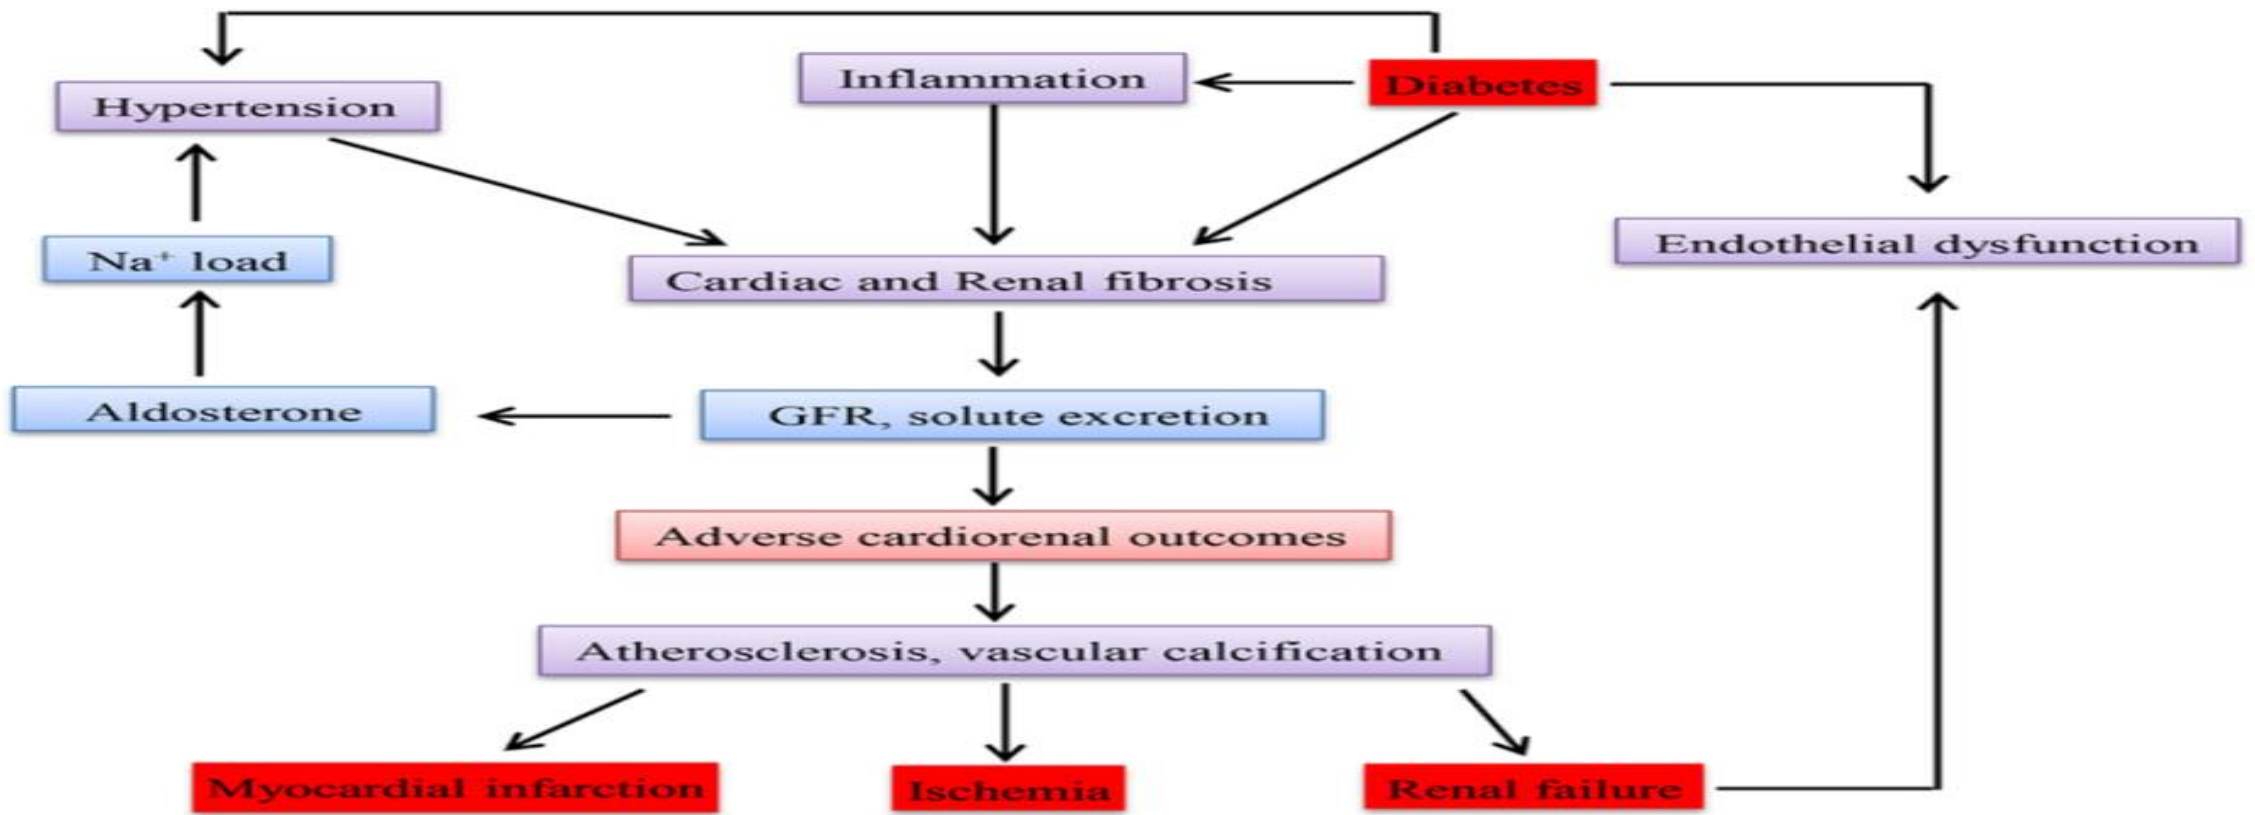 Inflammation
Diabetes
Hypertension
Endothelial dysfunction
Na⁺ load
Cardiac and Renal fibrosis
Aldosterone
GFR, solute excretion
Adverse cardiorenal outcomes
Atherosclerosis, vascular calcification
Myocardial infarction
Ischemia
Renal failure